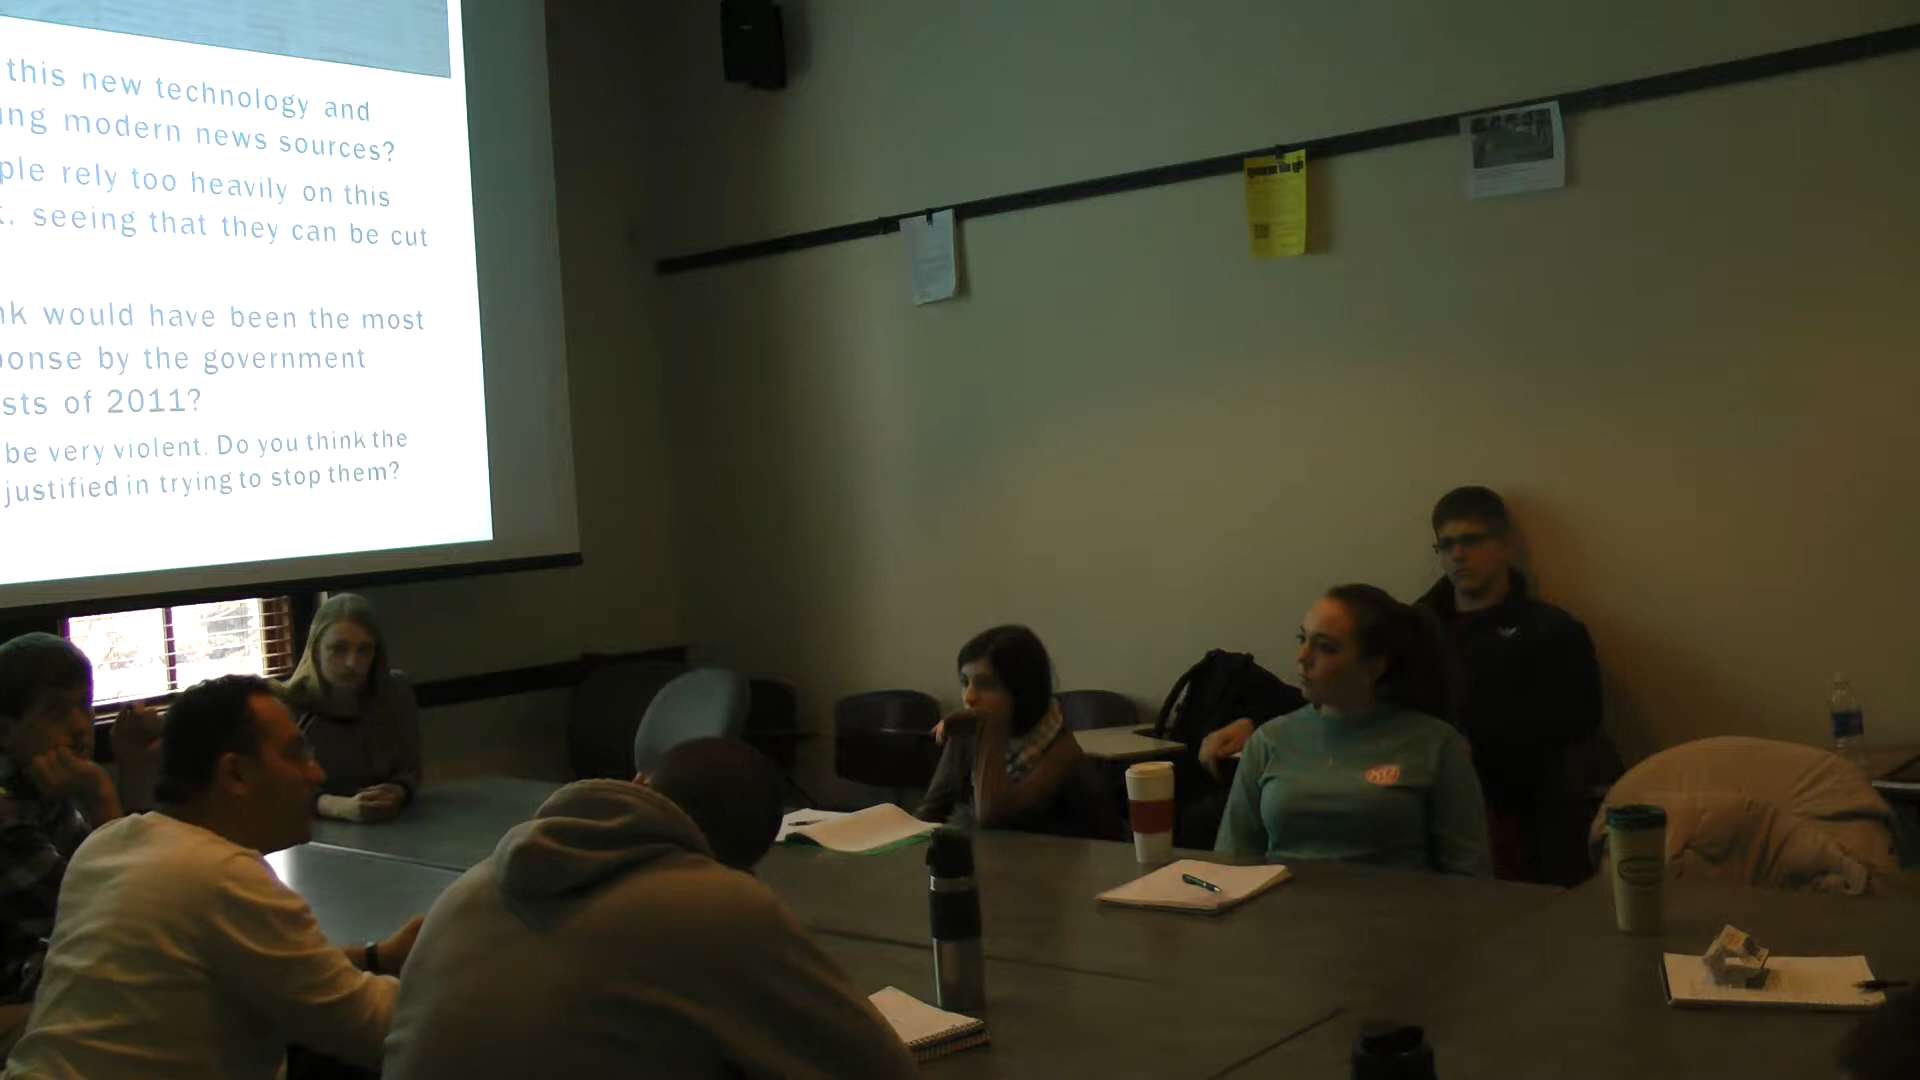 this new technology and
ng modern news sources?
ple rely too heavily on this
. seeing that they can be cut
nk would have been the most
onse by the government
sts of 2011?
be very violent. Do you think the
justified in trying to stop them?